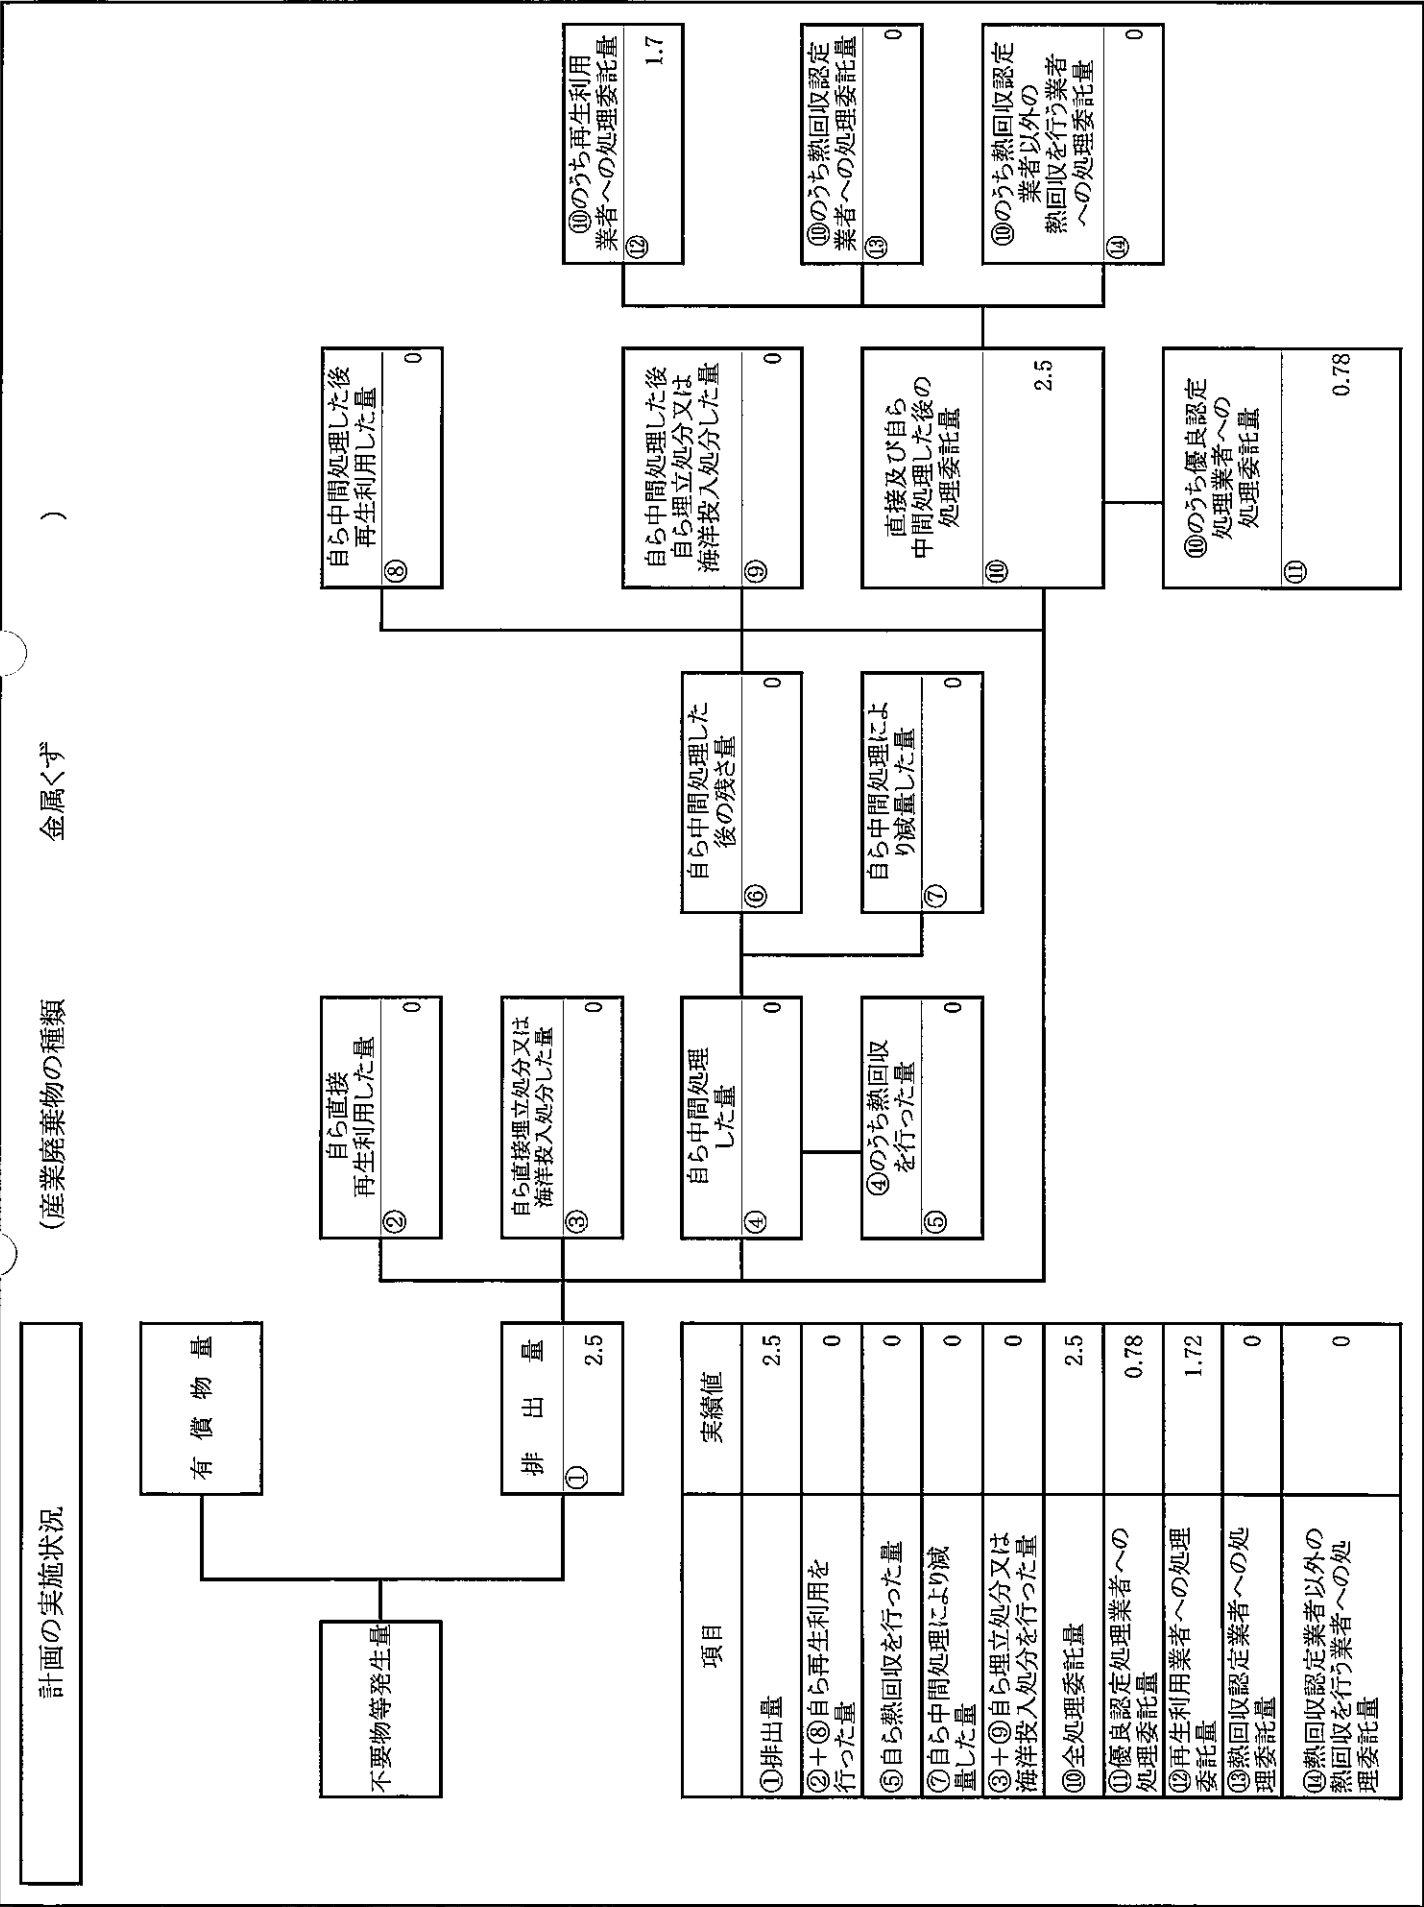 計画の実施状況
(産業廃棄物の種類　金属くず　)
不要物等発生量
有償物量
排出量
① 2.5
自ら直接
再生利用した量
② 0
自ら直接埋立処分又は
海洋投入処分した量
③ 0
自ら中間処理
した量
④ 0
④のうち熱回収
を行った量
⑤ 0
自ら中間処理した
後の残さ量
⑥ 0
自ら中間処理によ
り減量した量
⑦ 0
自ら中間処理した後
再生利用した量
⑧ 0
自ら中間処理した後
自ら埋立処分又は
海洋投入処分した量
⑨ 0
直接及び自ら
中間処理した後の
処理委託量
⑩ 2.5
⑩のうち優良認定
処理業者への
処理委託量
⑪ 0.78
⑩のうち再生利用
業者への処理委託量
⑫ 1.7
⑩のうち熱回収認定
業者への処理委託量
⑬ 0
⑩のうち熱回収認定
業者以外の
熱回収を行う業者
への処理委託量
⑭ 0
項目 実績値
①排出量 2.5
②+⑧自ら再生利用を
行った量 0
⑤自ら熱回収を行った量 0
⑦自ら中間処理により減
量した量 0
③+⑨自ら埋立処分又は
海洋投入処分を行った量 0
⑩全処理委託量 2.5
⑪優良認定処理業者への
処理委託量 0.78
⑫再生利用業者への処理
委託量 1.72
⑬熱回収認定業者への処
理委託量 0
⑭熱回収認定業者以外の
熱回収を行う業者への処
理委託量 0